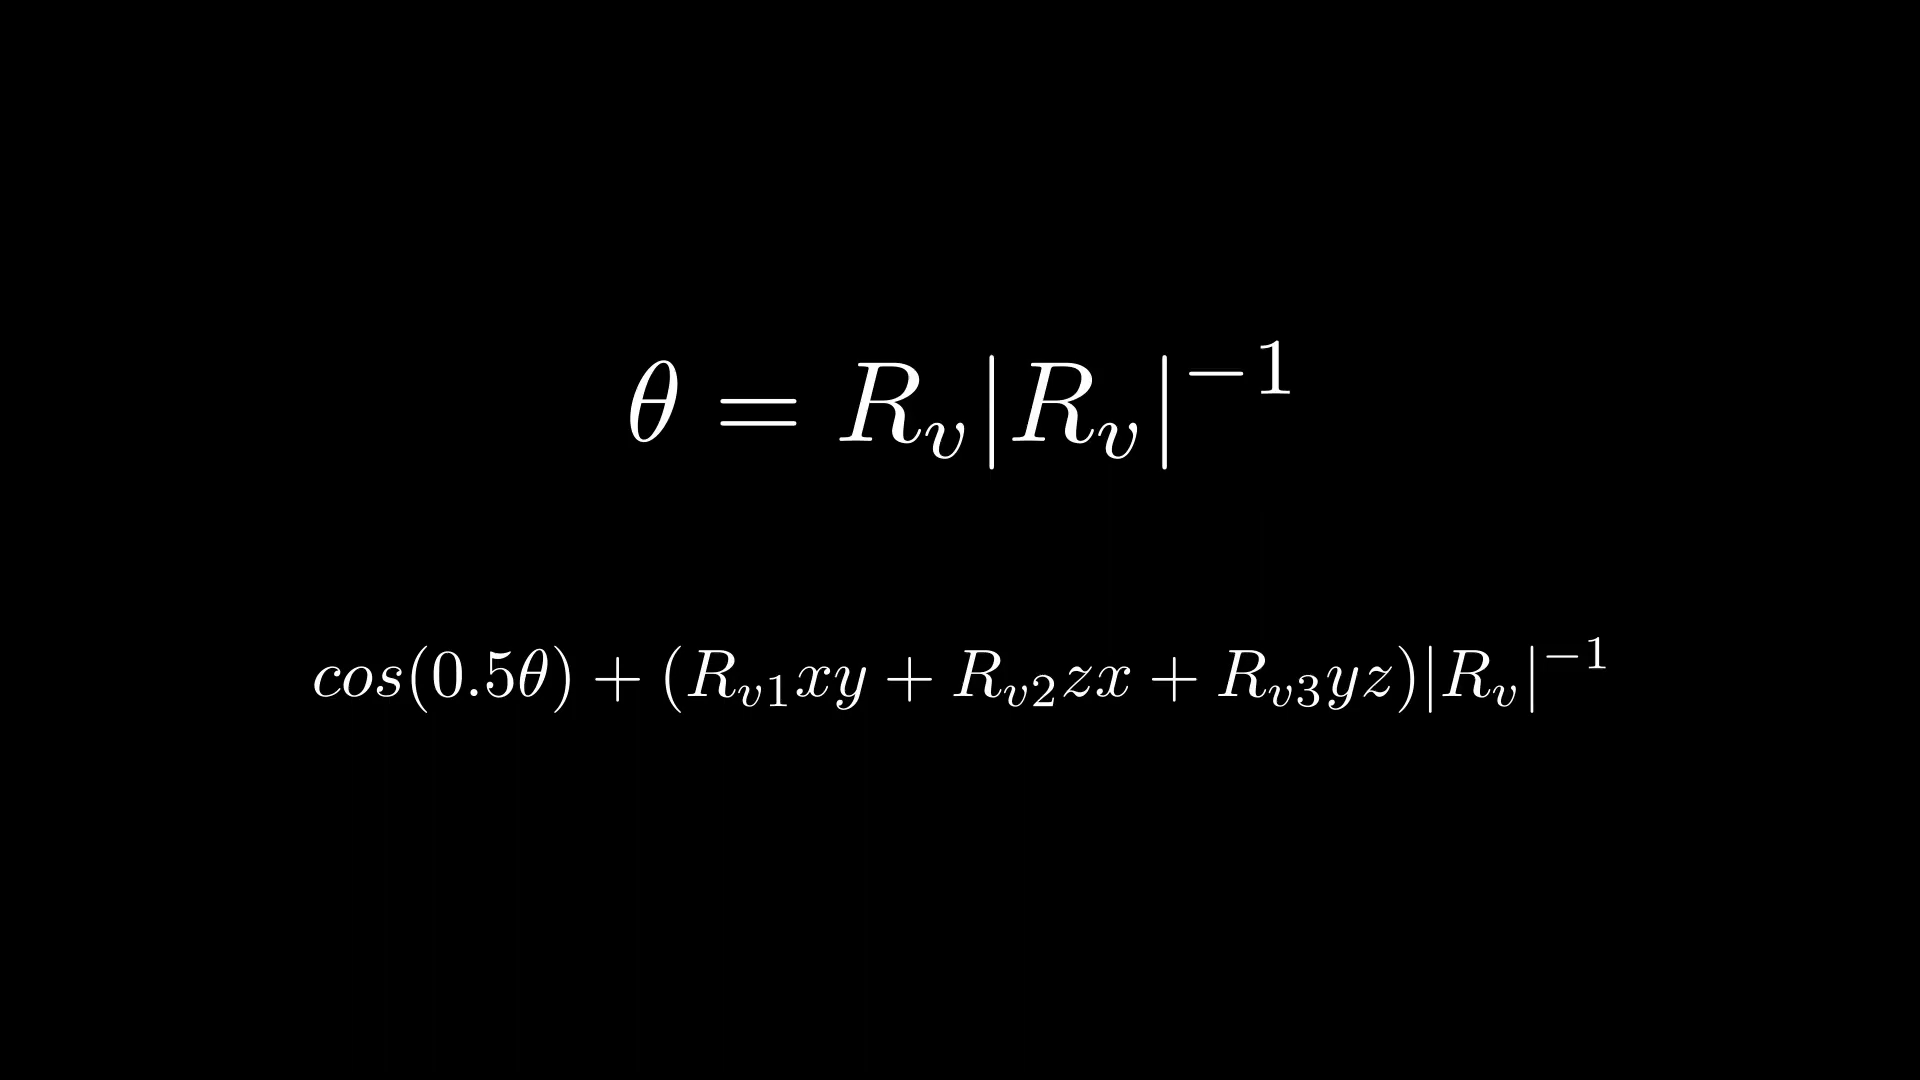 θ = R_v|R_v|^{-1}
cos(0.5θ) + (R_{v1}xy + R_{v2}zx + R_{v3}yz)|R_v|^{-1}